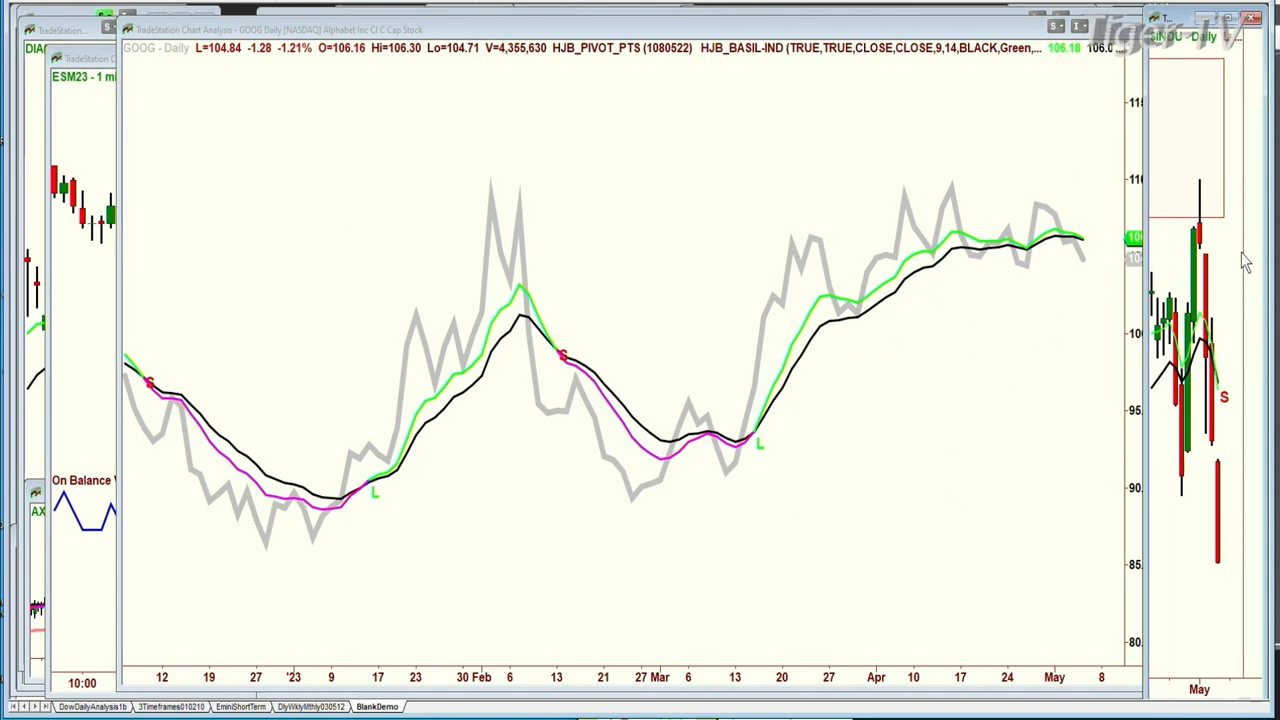 TradeStation...
TradeStation Chart Analysis - GOOG Daily [NASDAQ] Alphabet Inc Cl C Cap Stock
S
I
GOOG - Daily L=104.84 -1.28 -1.21% O=106.16 Hi=106.30 Lo=104.71 V=4,355,630 HJB_PIVOT_PTS (1080522) HJB_BASIL-IND (TRUE,TRUE,CLOSE,CLOSE,9,14,BLACK,Green,... 106.18 106.0...
$INDU - Daily
TradeStation C
ESM23 - 1 mi
DIA
110
100
95
90
85
80
S
L
S
L
S
On Balance V
AX
10:00
12 19 27 '23 9 17 23 30 Feb 6 13 21 27 Mar 6 13 20 27 Apr 10 17 24 May 8
May
DowDailyAnalysis1b 3Timeframes010210 EminiShortTerm DlyWklyMthly030512 BlankDemo